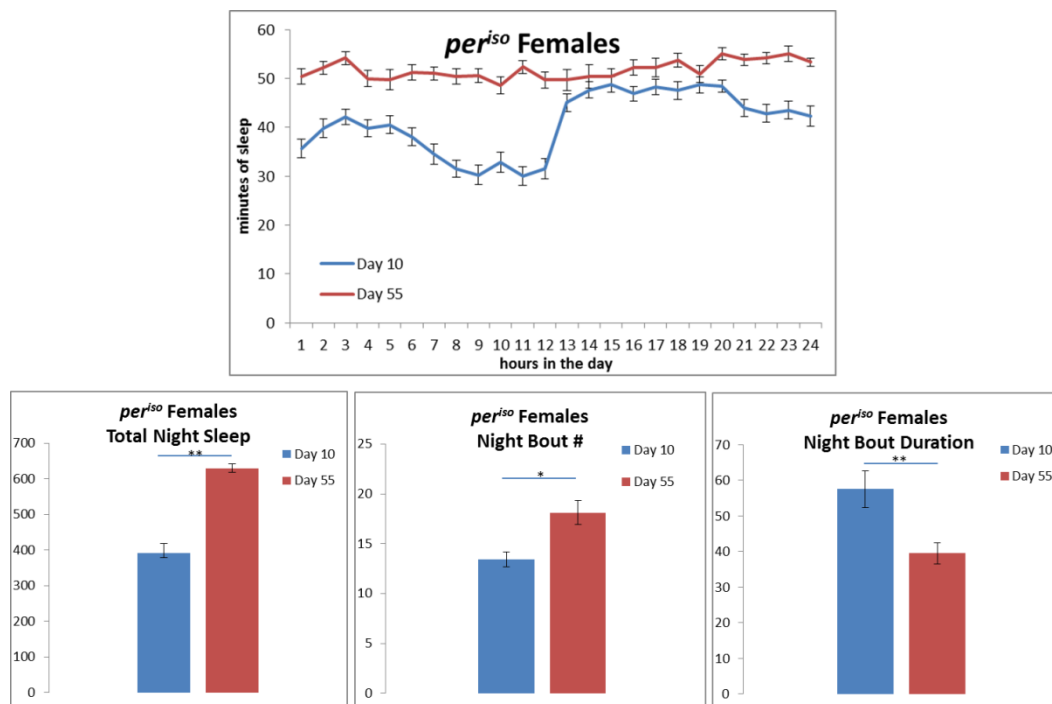 per^iso Females
60
50
40
30
20
10
0
minutes of sleep
Day 10
Day 55
1 2 3 4 5 6 7 8 9 10 11 12 13 14 15 16 17 18 19 20 21 22 23 24
hours in the day
per^iso Females
Total Night Sleep
700
600
500
400
300
200
100
0
**
Day 10
Day 55
per^iso Females
Night Bout #
25
20
15
10
5
0
*
Day 10
Day 55
per^iso Females
Night Bout Duration
70
60
50
40
30
20
10
0
**
Day 10
Day 55